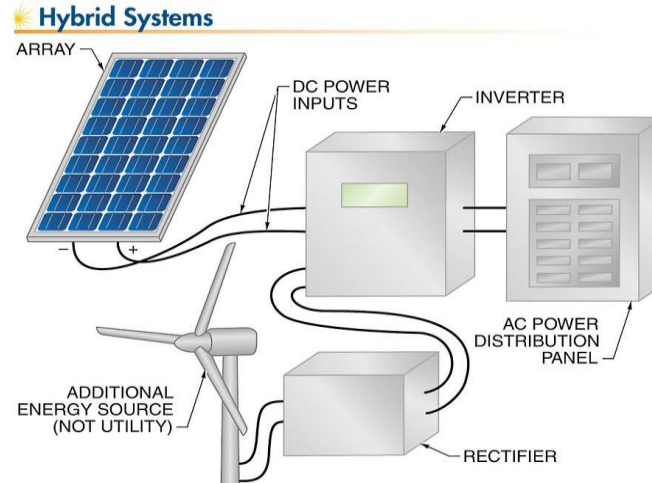 Hybrid Systems
ARRAY
DC POWER
INPUTS
INVERTER
− +
AC POWER
DISTRIBUTION
PANEL
ADDITIONAL
ENERGY SOURCE
(NOT UTILITY)
RECTIFIER